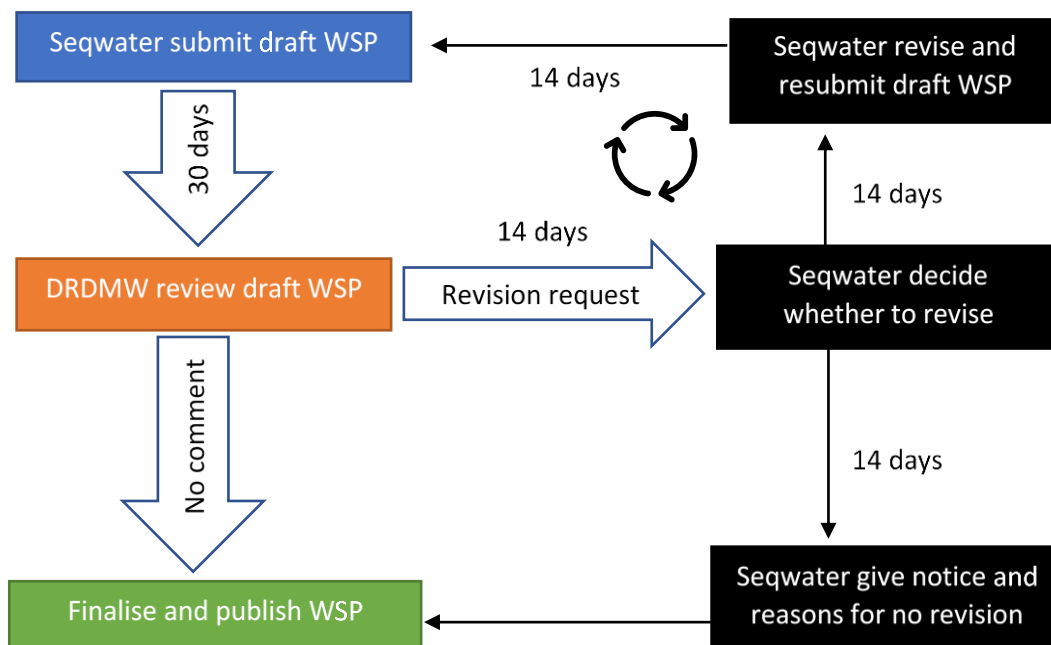 Seqwater submit draft WSP
14 days
Seqwater revise and
resubmit draft WSP
30 days
14 days
14 days
DRDMW review draft WSP
Revision request
Seqwater decide
whether to revise
No comment
14 days
Finalise and publish WSP
Seqwater give notice and
reasons for no revision